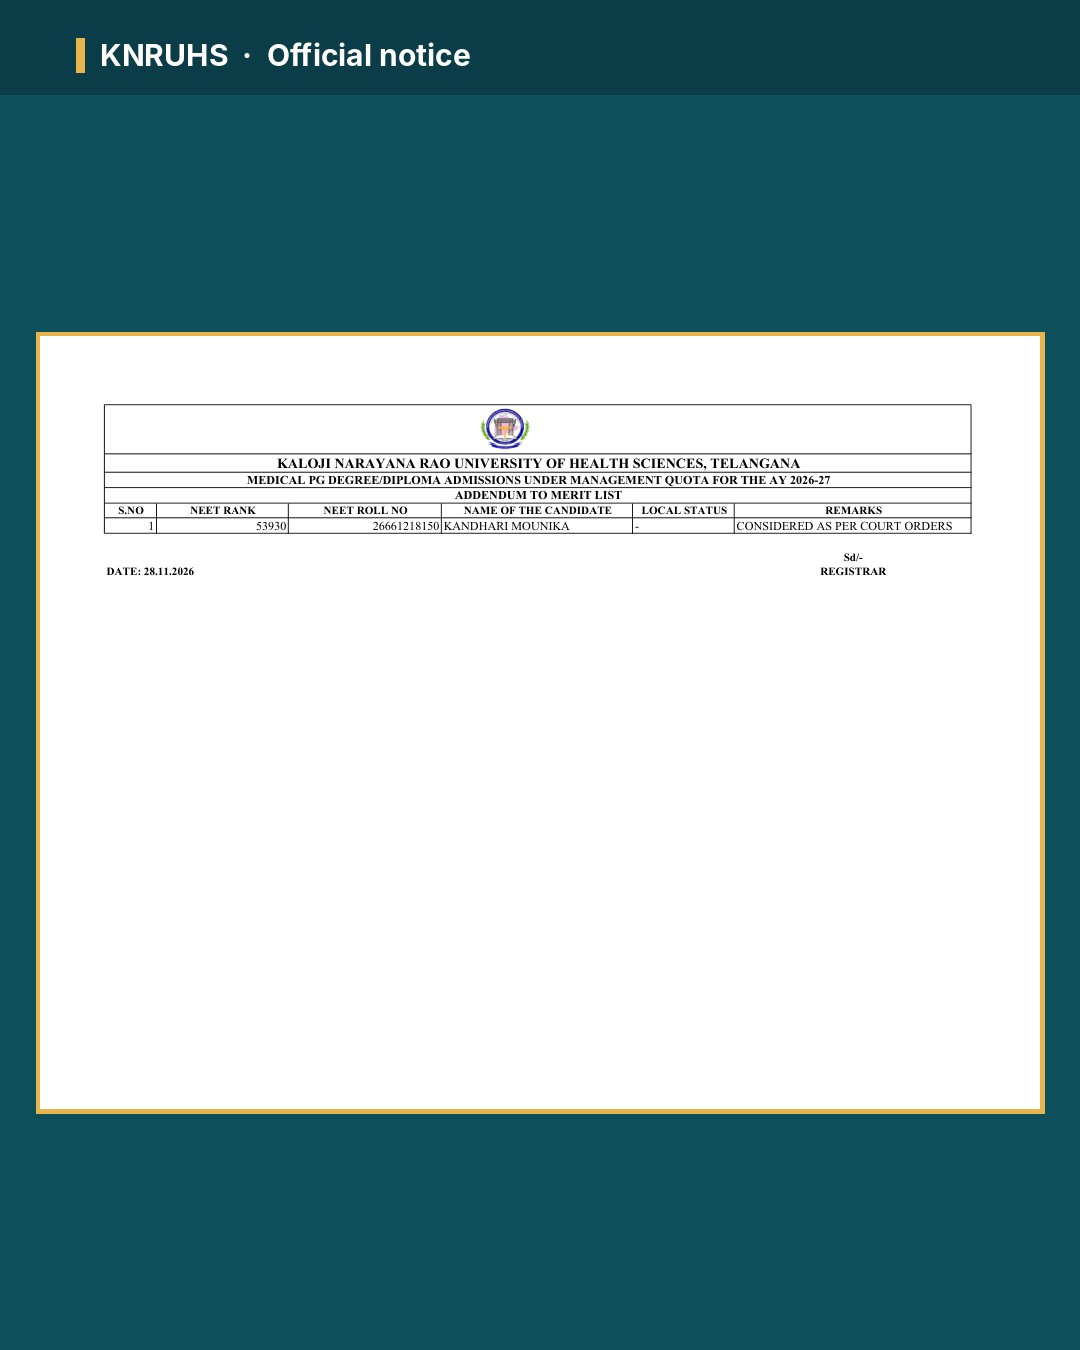 KNRUHS · Official notice
KALOJI NARAYANA RAO UNIVERSITY OF HEALTH SCIENCES, TELANGANA
MEDICAL PG DEGREE/DIPLOMA ADMISSIONS UNDER MANAGEMENT QUOTA FOR THE AY 2026-27
ADDENDUM TO MERIT LIST
S.NO NEET RANK NEET ROLL NO NAME OF THE CANDIDATE LOCAL STATUS REMARKS
1 53930 26661218150 KANDHARI MOUNIKA - CONSIDERED AS PER COURT ORDERS
Sd/-
DATE: 28.11.2026 REGISTRAR